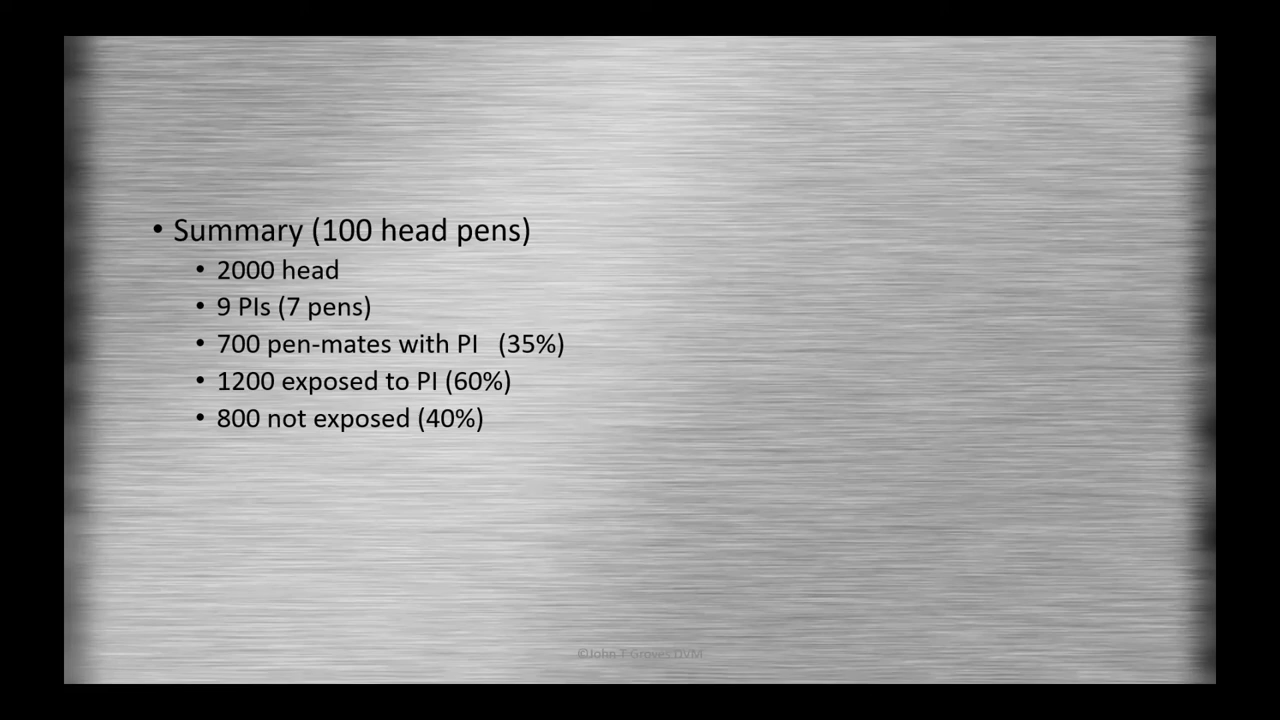 • Summary (100 head pens)
• 2000 head
• 9 PIs (7 pens)
• 700 pen-mates with PI (35%)
• 1200 exposed to PI (60%)
• 800 not exposed (40%)
©John T Groves DVM